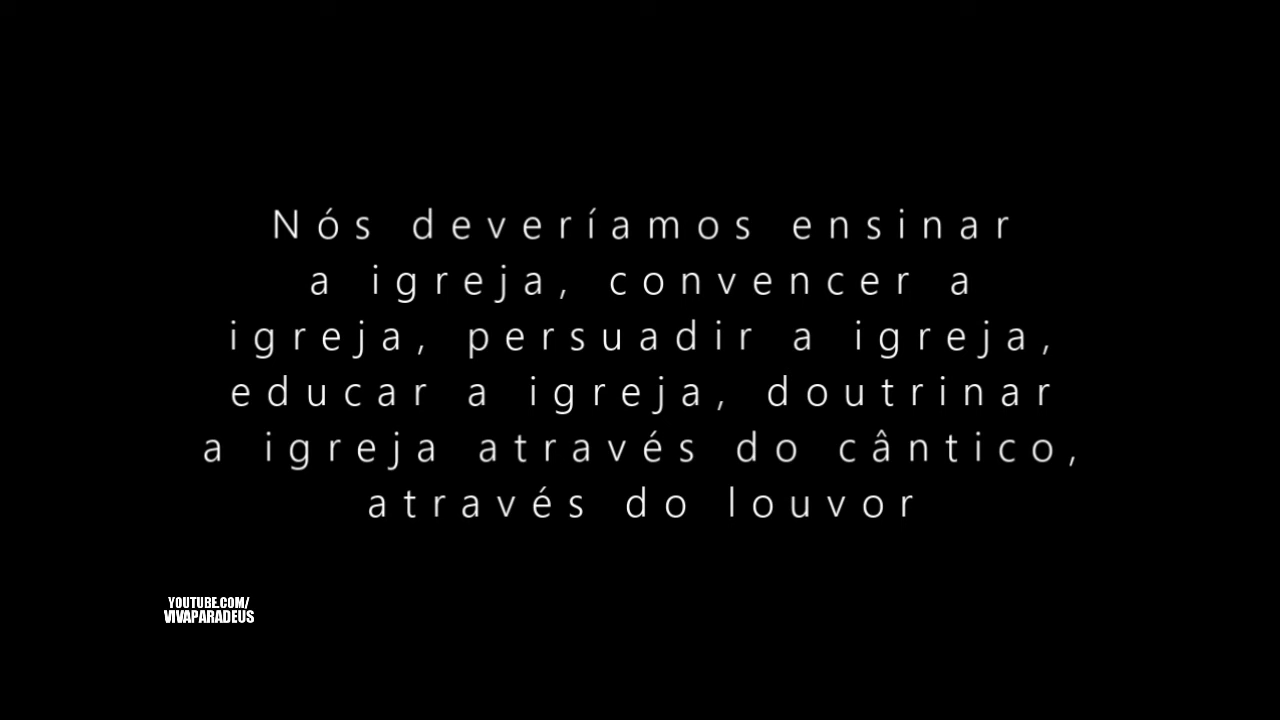 Nós deveríamos ensinar
a igreja, convencer a
igreja, persuadir a igreja,
educar a igreja, doutrinar
a igreja através do cântico,
através do louvor
YOUTUBE.COM/
VIVAPARADEUS